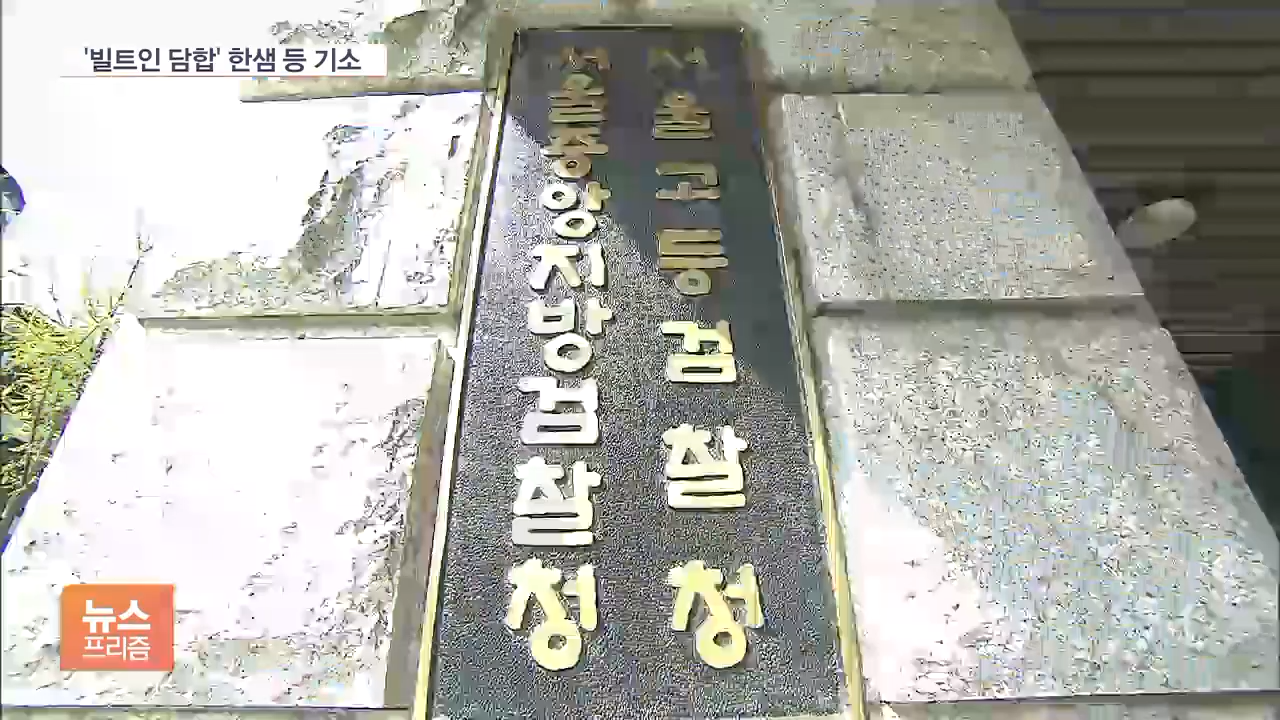 '빌트인 담합' 한샘 등 기소
서울고등검찰청
서울중앙지방검찰청
뉴스
프리즘